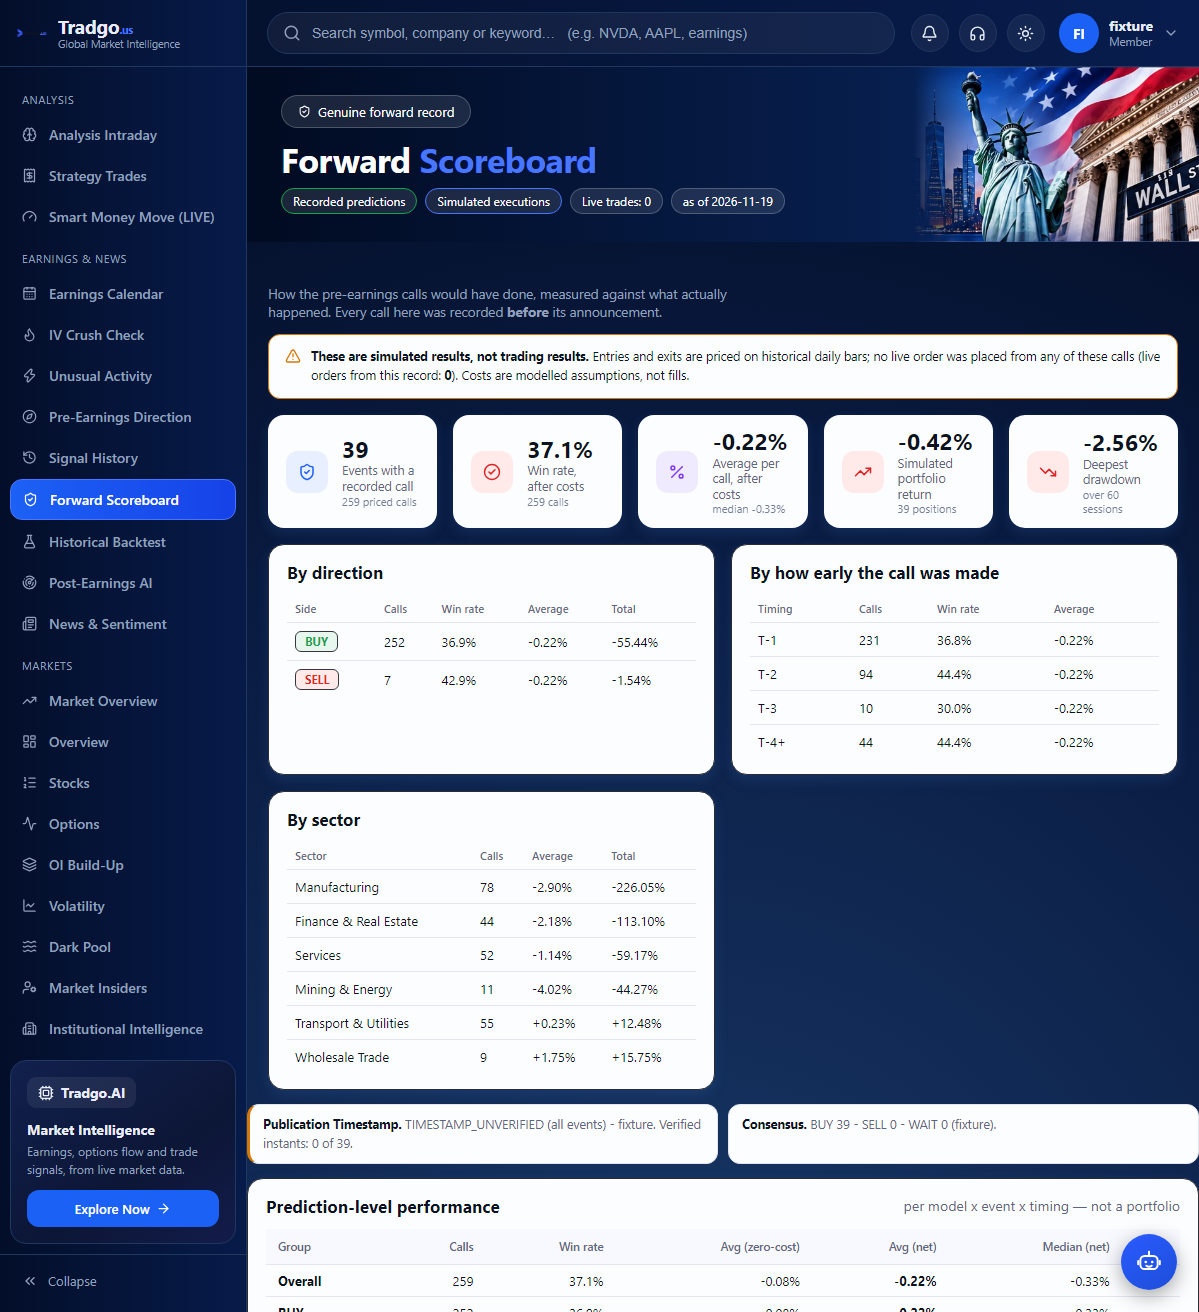 Tradgo.us
Global Market Intelligence
Search symbol, company or keyword... (e.g. NVDA, AAPL, earnings)
FI
fixture
Member
ANALYSIS
Analysis Intraday
Strategy Trades
Smart Money Move (LIVE)
EARNINGS & NEWS
Earnings Calendar
IV Crush Check
Unusual Activity
Pre-Earnings Direction
Signal History
Forward Scoreboard
Historical Backtest
Post-Earnings AI
News & Sentiment
MARKETS
Market Overview
Overview
Stocks
Options
OI Build-Up
Volatility
Dark Pool
Market Insiders
Institutional Intelligence
Tradgo.AI
Market Intelligence
Earnings, options flow and trade
signals, from live market data.
Explore Now
Collapse
Genuine forward record
Forward Scoreboard
Recorded predictions
Simulated executions
Live trades: 0
as of 2026-11-19
WALL ST
How the pre-earnings calls would have done, measured against what actually
happened. Every call here was recorded before its announcement.
These are simulated results, not trading results. Entries and exits are priced on historical daily bars; no live order was placed from any of these calls (live
orders from this record: 0). Costs are modelled assumptions, not fills.
39
Events with a
recorded call
259 priced calls
37.1%
Win rate,
after costs
259 calls
-0.22%
Average per
call, after
costs
median -0.33%
-0.42%
Simulated
portfolio
return
39 positions
-2.56%
Deepest
drawdown
over 60
sessions
By direction
Side Calls Win rate Average Total
BUY 252 36.9% -0.22% -55.44%
SELL 7 42.9% -0.22% -1.54%
By how early the call was made
Timing Calls Win rate Average
T-1 231 36.8% -0.22%
T-2 94 44.4% -0.22%
T-3 10 30.0% -0.22%
T-4+ 44 44.4% -0.22%
By sector
Sector Calls Average Total
Manufacturing 78 -2.90% -226.05%
Finance & Real Estate 44 -2.18% -113.10%
Services 52 -1.14% -59.17%
Mining & Energy 11 -4.02% -44.27%
Transport & Utilities 55 +0.23% +12.48%
Wholesale Trade 9 +1.75% +15.75%
Publication Timestamp. TIMESTAMP_UNVERIFIED (all events) - fixture. Verified
instants: 0 of 39.
Consensus. BUY 39 - SELL 0 - WAIT 0 (fixture).
Prediction-level performance
per model x event x timing — not a portfolio
Group Calls Win rate Avg (zero-cost) Avg (net) Median (net)
Overall 259 37.1% -0.08% -0.22% -0.33%